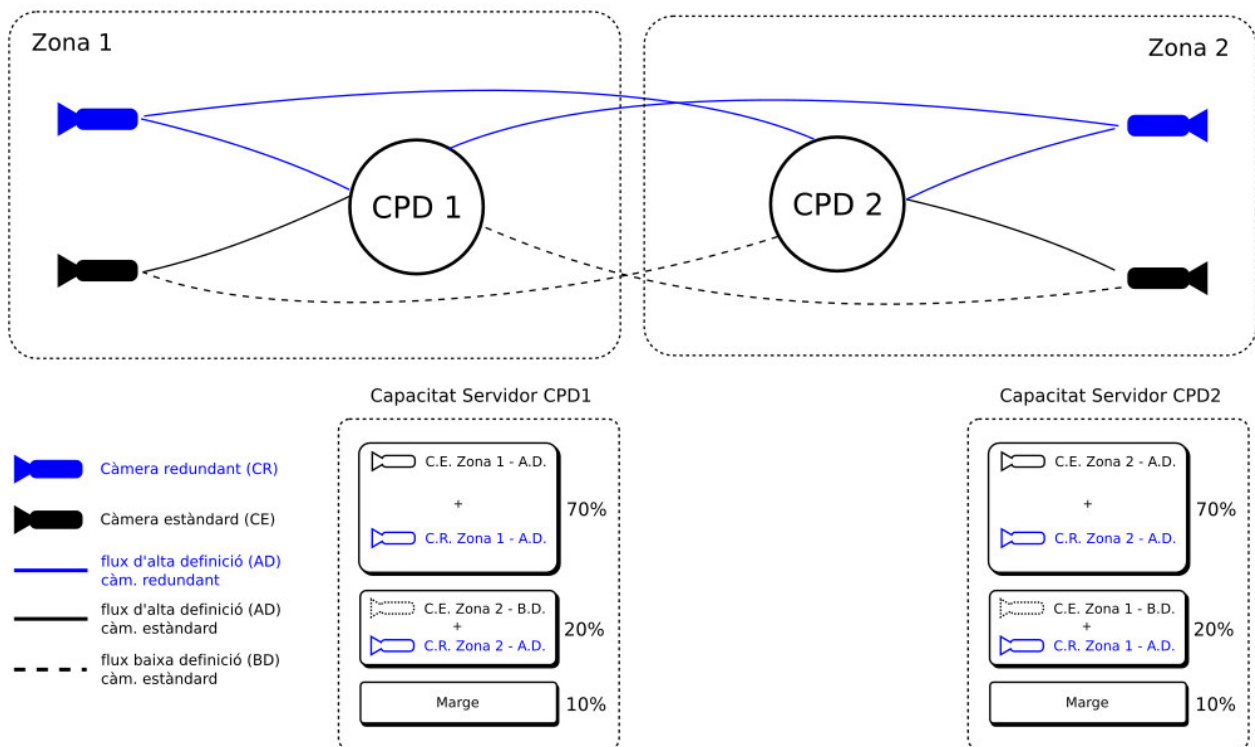 Zona 1
Zona 2
CPD 1
CPD 2
Capacitat Servidor CPD1
Capacitat Servidor CPD2
Càmera redundant (CR)
Càmera estàndard (CE)
flux d'alta definició (AD)
càm. redundant
flux d'alta definició (AD)
càm. estàndard
flux baixa definició (BD)
càm. estàndard
C.E. Zona 1 - A.D.
+
C.R. Zona 1 - A.D.
70%
C.E. Zona 2 - B.D.
+
C.R. Zona 2 - A.D.
20%
Marge
10%
C.E. Zona 2 - A.D.
+
C.R. Zona 2 - A.D.
70%
C.E. Zona 1 - B.D.
+
C.R. Zona 1 - A.D.
20%
Marge
10%